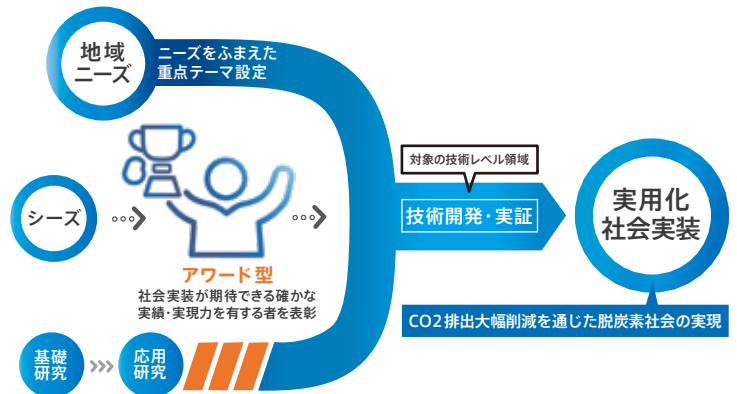 地域
ニーズ
ニーズをふまえた
重点テーマ設定
対象の技術レベル領域
シーズ
技術開発・実証
実用化
社会実装
アワード型
社会実装が期待できる確かな
実績・実現力を有する者を表彰
CO2排出大幅削減を通じた脱炭素社会の実現
基礎
研究
応用
研究